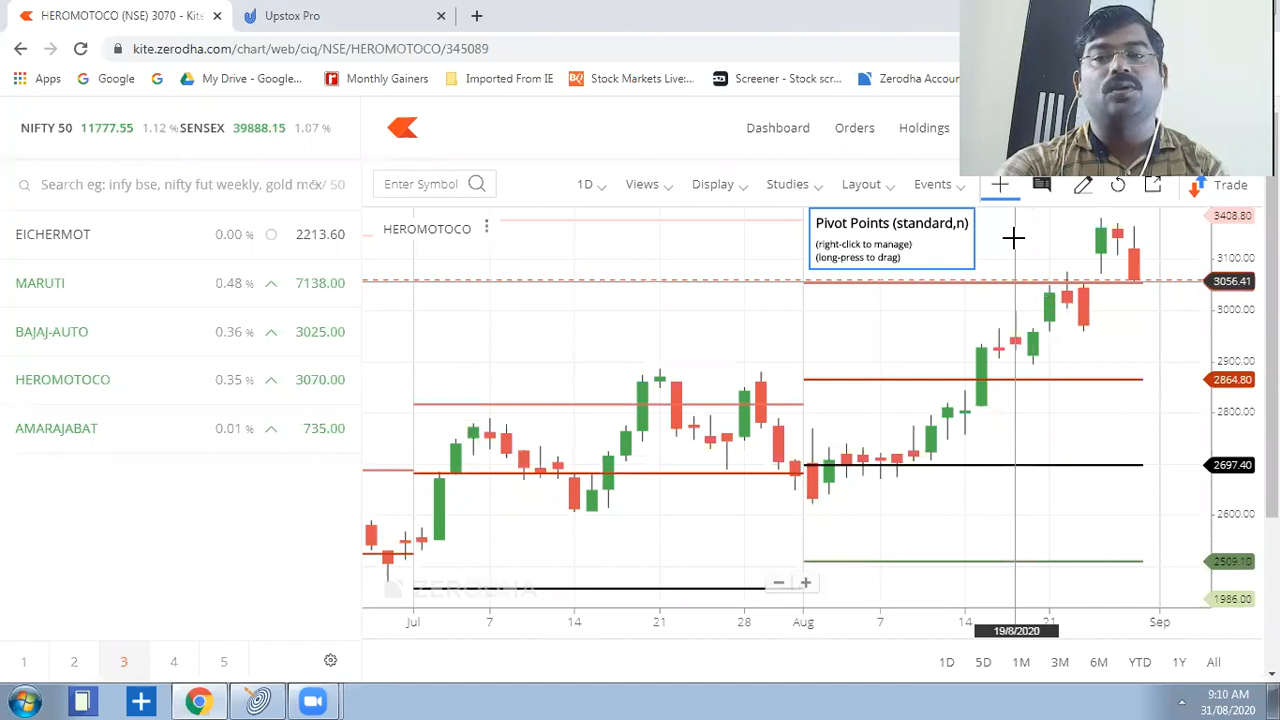 HEROMOTOCO (NSE) 3070 - Kite
Upstox Pro
kite.zerodha.com/chart/web/ciq/NSE/HEROMOTOCO/345089
Apps Google My Drive - Google... Monthly Gainers Imported From IE Stock Markets Live:... Screener - Stock scr... Zerodha Accou
NIFTY 50 11777.55 1.12 % SENSEX 39888.15 1.07 %
Dashboard Orders Holdings
Search eg: infy bse, nifty fut weekly, gold mcx
Enter Symbol 1D Views Display Studies Layout Events Trade
EICHERMOT 0.00 % 2213.60
MARUTI 0.48 % 7138.00
BAJAJ-AUTO 0.36 % 3025.00
HEROMOTOCO 0.35 % 3070.00
AMARAJABAT 0.01 % 735.00
HEROMOTOCO
Pivot Points (standard,n)
(right-click to manage)
(long-press to drag)
3408.80
3100.00
3056.41
3000.00
2900.00
2864.80
2800.00
2697.40
2600.00
2509.10
1986.00
ZERODHA
Jul 7 14 21 28 Aug 7 14 21 Sep
19/8/2020
1 2 3 4 5
1D 5D 1M 3M 6M YTD 1Y All
9:10 AM
31/08/2020